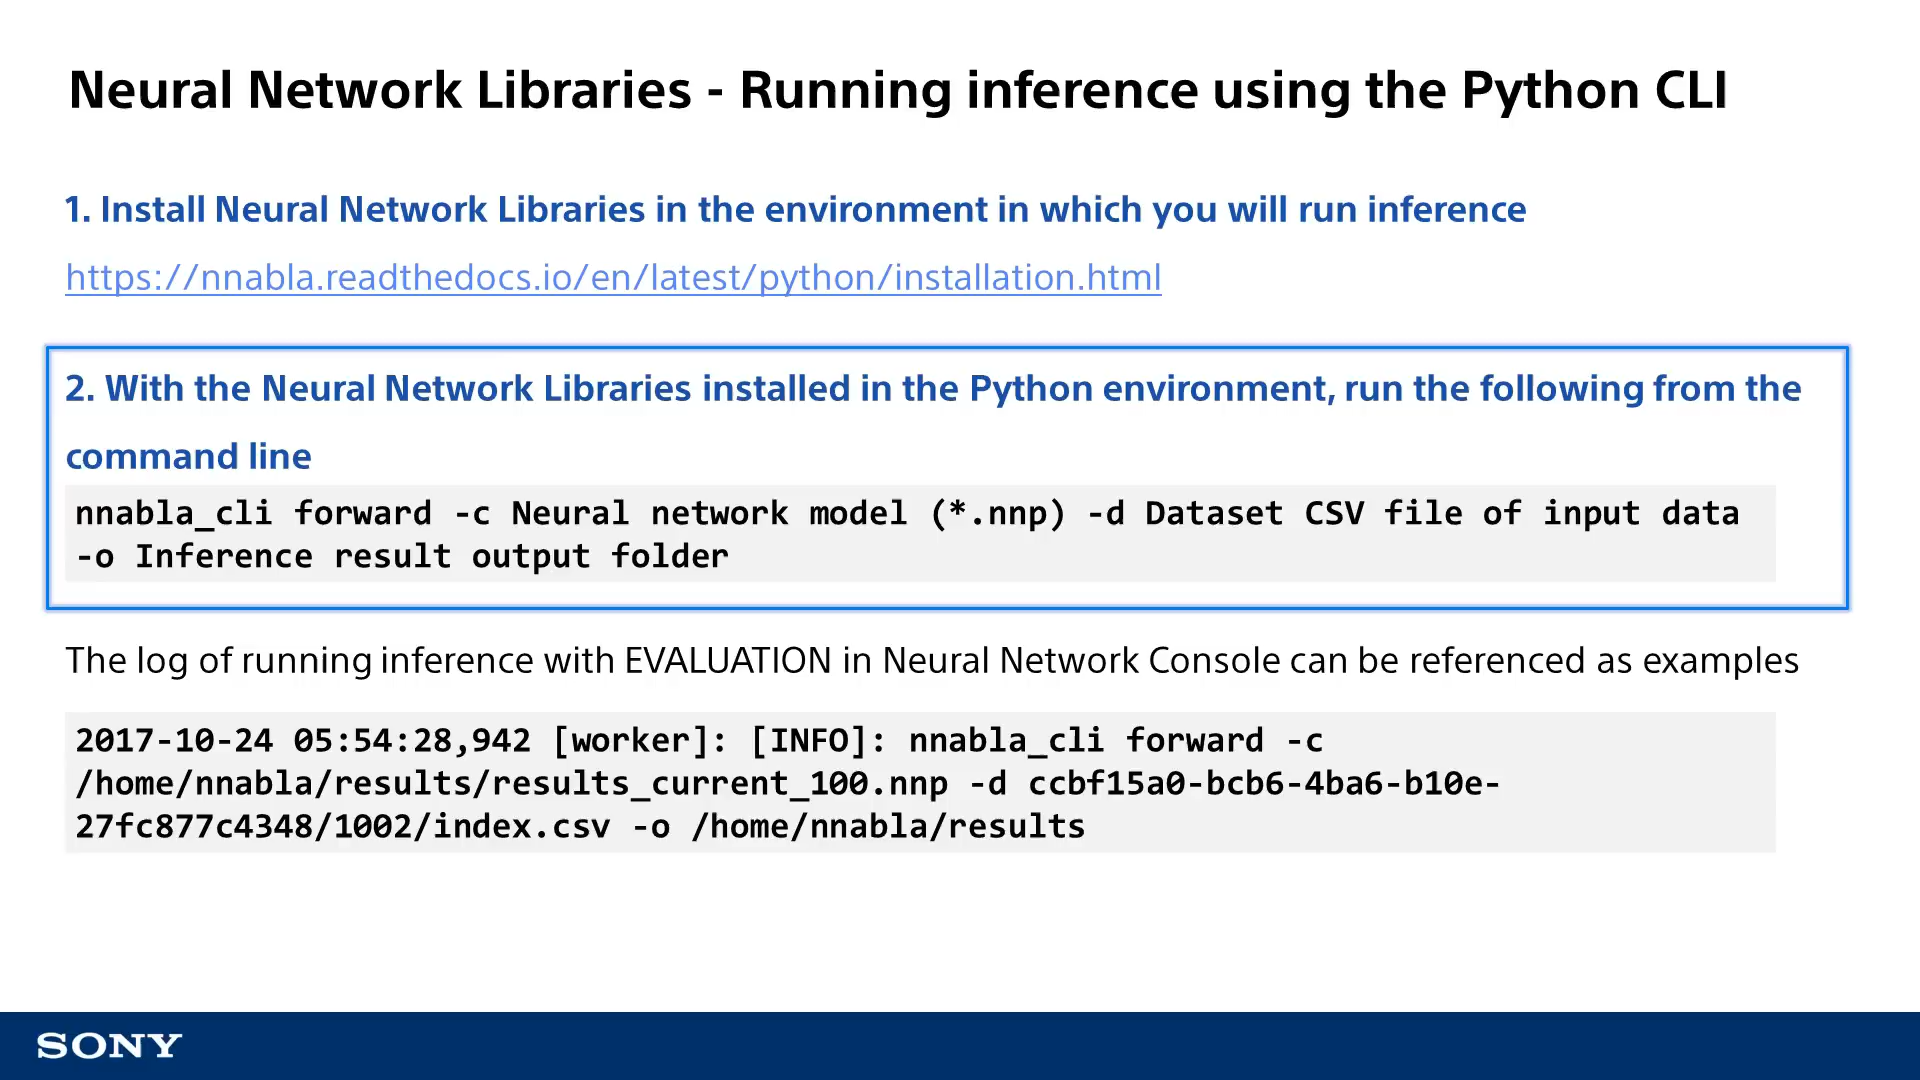 Neural Network Libraries - Running inference using the Python CLI
1. Install Neural Network Libraries in the environment in which you will run inference
https://nnabla.readthedocs.io/en/latest/python/installation.html
2. With the Neural Network Libraries installed in the Python environment, run the following from the
command line
nnabla_cli forward -c Neural network model (*.nnp) -d Dataset CSV file of input data
-o Inference result output folder
The log of running inference with EVALUATION in Neural Network Console can be referenced as examples
2017-10-24 05:54:28,942 [worker]: [INFO]: nnabla_cli forward -c
/home/nnabla/results/results_current_100.nnp -d ccbf15a0-bcb6-4ba6-b10e-
27fc877c4348/1002/index.csv -o /home/nnabla/results
SONY